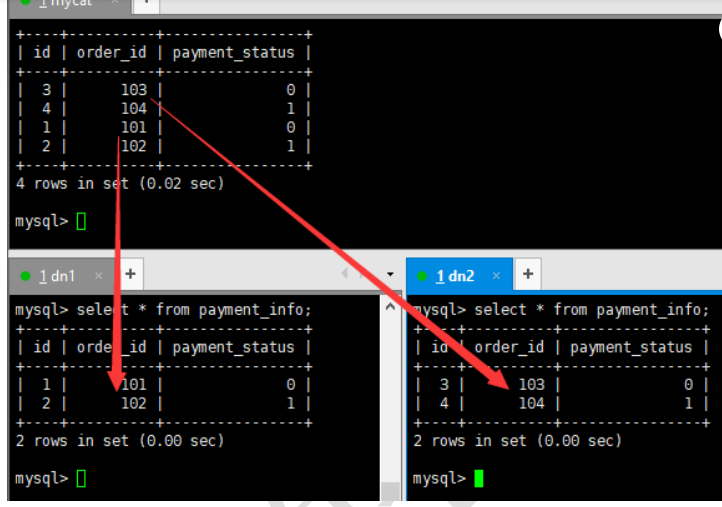 1 mycat × +
+----+----------+----------------+
| id | order_id | payment_status |
+----+----------+----------------+
| 3 | 103 | 0 |
| 4 | 104 | 1 |
| 1 | 101 | 0 |
| 2 | 102 | 1 |
+----+----------+----------------+
4 rows in set (0.02 sec)
mysql>
1 dn1 × +
mysql> select * from payment_info;
+----+----------+----------------+
| id | order_id | payment_status |
+----+----------+----------------+
| 1 | 101 | 0 |
| 2 | 102 | 1 |
+----+----------+----------------+
2 rows in set (0.00 sec)
mysql>
1 dn2 × +
mysql> select * from payment_info;
+----+----------+----------------+
| id | order_id | payment_status |
+----+----------+----------------+
| 3 | 103 | 0 |
| 4 | 104 | 1 |
+----+----------+----------------+
2 rows in set (0.00 sec)
mysql>